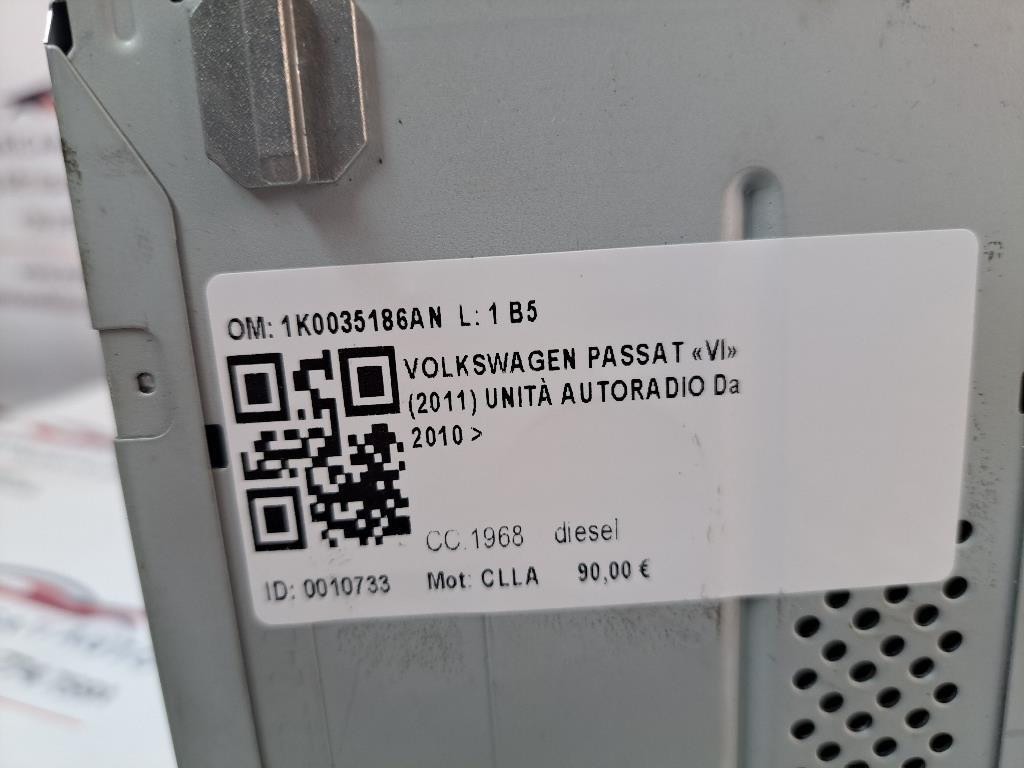 OM: 1K0035186AN L: 1 B5
VOLKSWAGEN PASSAT «VI»
(2011) UNITÀ AUTORADIO Da
2010 >
CC.1968 diesel
ID: 0010733 Mot: CLLA 90,00 €